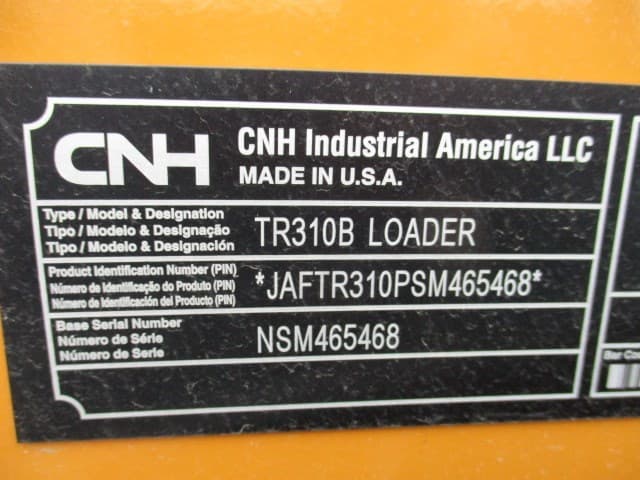 CNH
CNH Industrial America LLC
MADE IN U.S.A.
Type / Model & Designation
Tipo / Modelo & Designação
Tipo / Modelo & Designación
TR310B LOADER
Product Identification Number (PIN)
Número de Identificação do Produto (PIN)
Número de Identificación del Producto (PIN)
*JAFTR310PSM465468*
Base Serial Number
Número de Série
Número de Serie
NSM465468
Bar